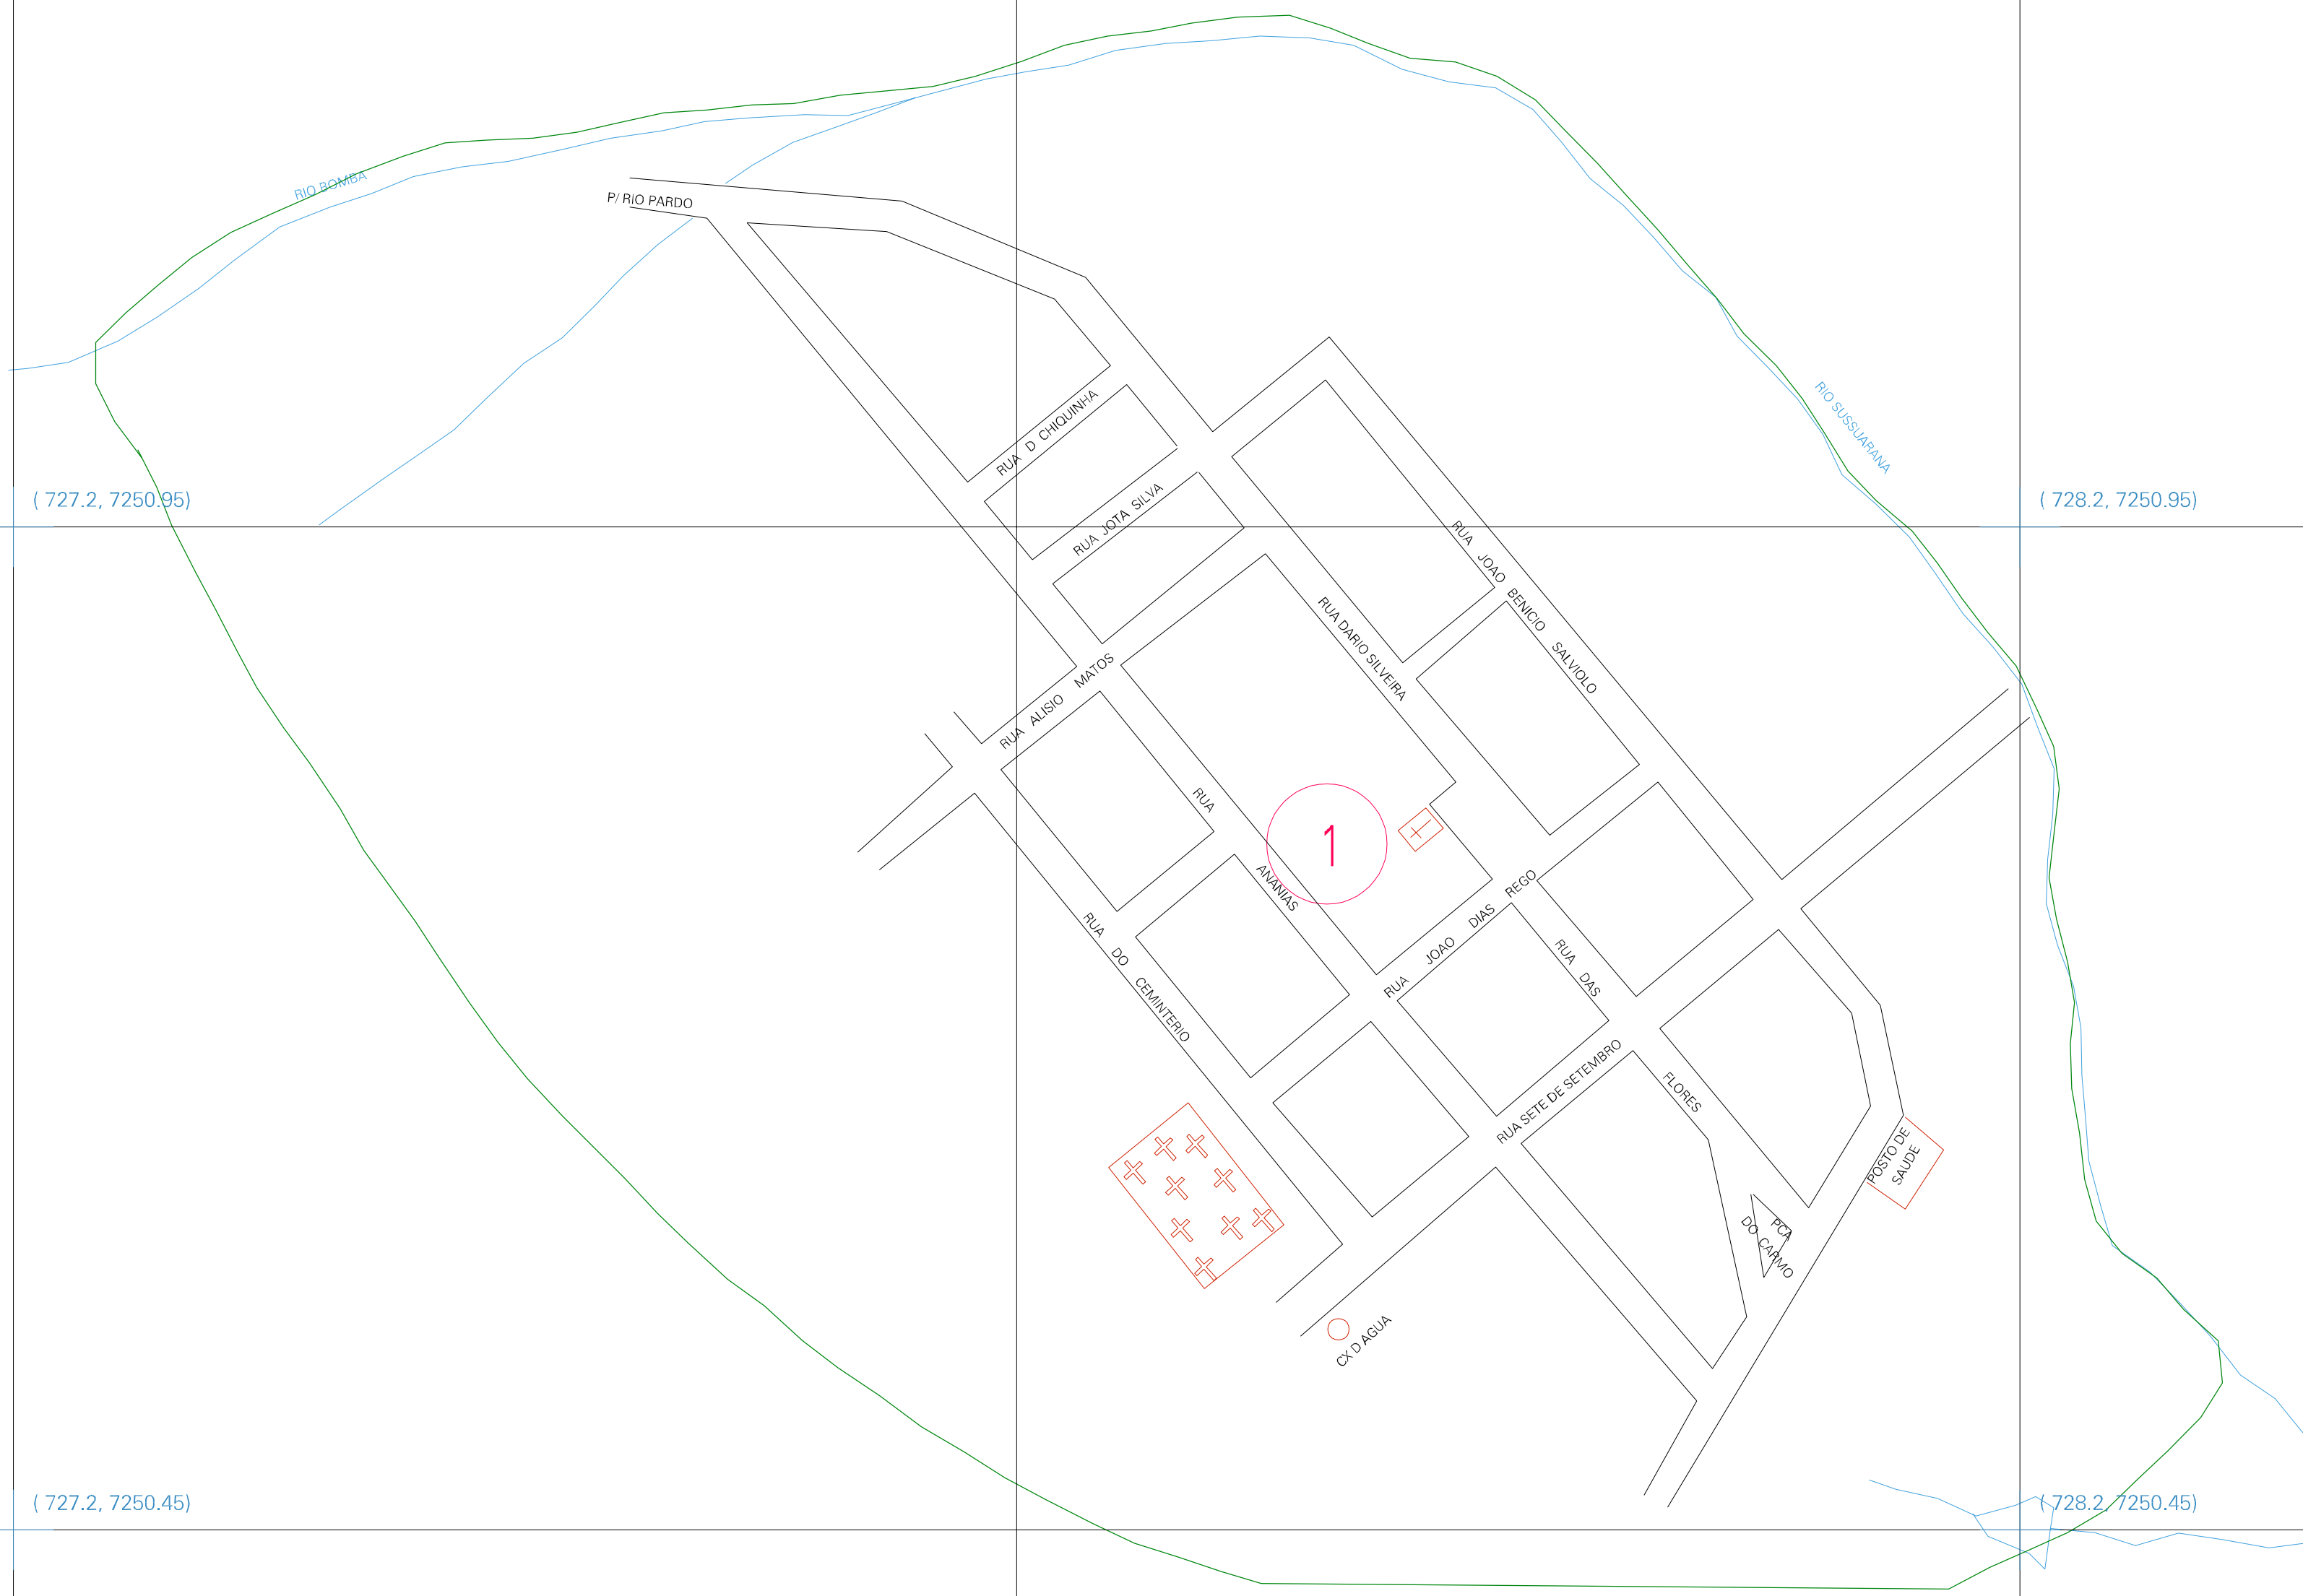 RIO BOMBA
P/ RIO PARDO
RUA D CHIQUINHA
RIO SUSSUARANA
( 727.2, 7250.95)
( 728.2, 7250.95)
RUA JOTA SILVA
RUA JOAO BENICIO SALVIOLO
RUA DARIO SILVEIRA
RUA ALISIO MATOS
RUA ANANIAS
1
RUA JOAO DIAS REGO
RUA DO CEMINTERIO
RUA DAS FLORES
RUA SETE DE SETEMBRO
POSTO DE
SAUDE
PCA
DO CARMO
CX D AGUA
( 727.2, 7250.45)
( 728.2, 7250.45)